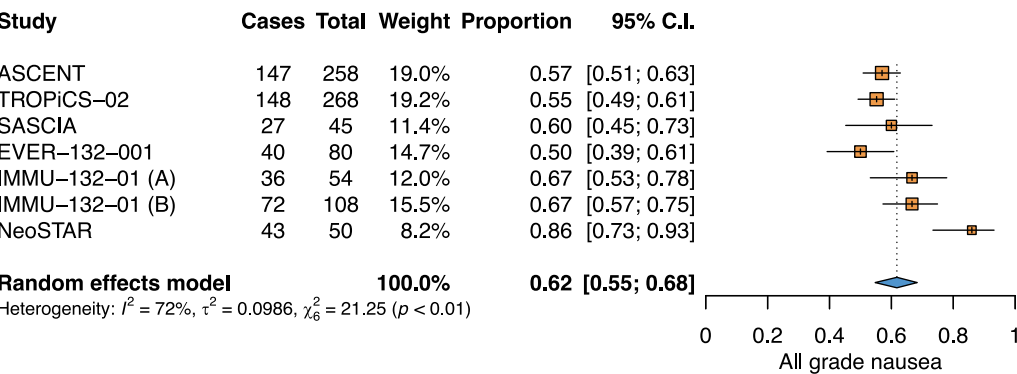 Study Cases Total Weight Proportion 95% C.I.
ASCENT 147 258 19.0% 0.57 [0.51; 0.63]
TROPiCS–02 148 268 19.2% 0.55 [0.49; 0.61]
SASCIA 27 45 11.4% 0.60 [0.45; 0.73]
EVER–132–001 40 80 14.7% 0.50 [0.39; 0.61]
IMMU–132–01 (A) 36 54 12.0% 0.67 [0.53; 0.78]
IMMU–132–01 (B) 72 108 15.5% 0.67 [0.57; 0.75]
NeoSTAR 43 50 8.2% 0.86 [0.73; 0.93]
Random effects model 100.0% 0.62 [0.55; 0.68]
Heterogeneity: I² = 72%, τ² = 0.0986, χ²₆ = 21.25 (p < 0.01)
0 0.2 0.4 0.6 0.8 1
All grade nausea